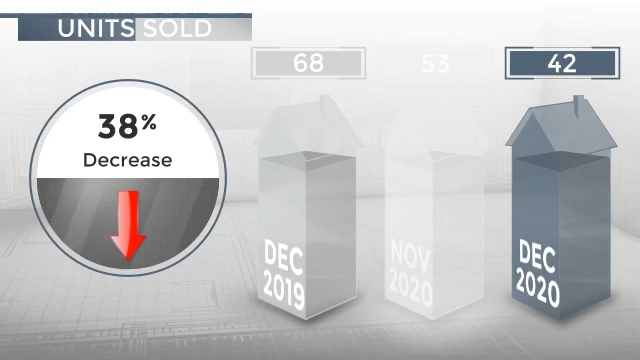 UNITS SOLD
68
53
42
38%
Decrease
DEC
2019
NOV
2020
DEC
2020